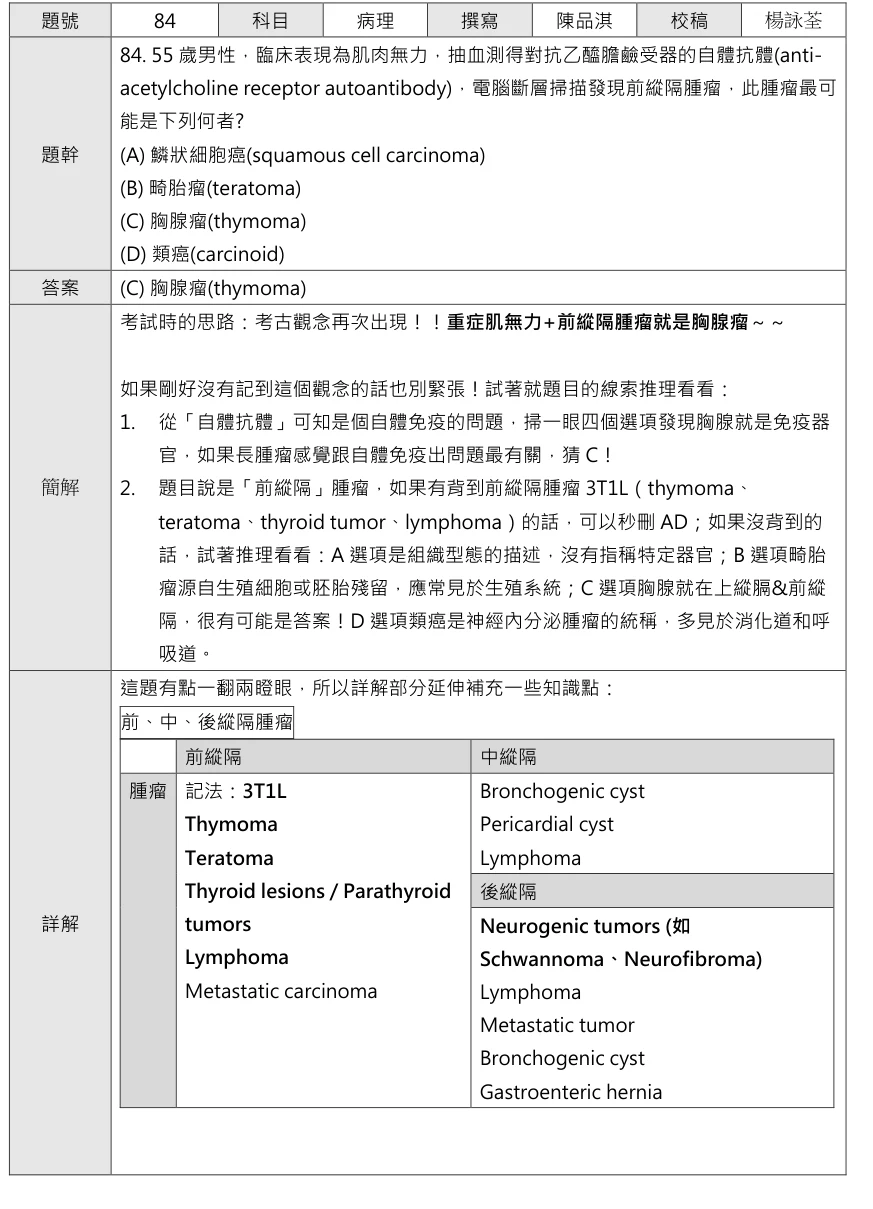 題號 84 科目 病理 撰寫 陳品淇 校稿 楊詠荃
題幹
84. 55 歲男性，臨床表現為肌肉無力，抽血測得對抗乙醯膽鹼受器的自體抗體(anti-
acetylcholine receptor autoantibody)，電腦斷層掃描發現前縱隔腫瘤，此腫瘤最可
能是下列何者?
(A) 鱗狀細胞癌(squamous cell carcinoma)
(B) 畸胎瘤(teratoma)
(C) 胸腺瘤(thymoma)
(D) 類癌(carcinoid)
答案 (C) 胸腺瘤(thymoma)
簡解
考試時的思路：考古觀念再次出現！！重症肌無力+前縱隔腫瘤就是胸腺瘤~~
如果剛好沒有記到這個觀念的話也別緊張！試著就題目的線索推理看看：
1. 從「自體抗體」可知是個自體免疫的問題，掃一眼四個選項發現胸腺就是免疫器
官，如果長腫瘤感覺跟自體免疫出問題最有關，猜 C！
2. 題目說是「前縱隔」腫瘤，如果有背到前縱隔腫瘤 3T1L（thymoma、
teratoma、thyroid tumor、lymphoma）的話，可以秒刪 AD；如果沒背到的
話，試著推理看看：A 選項是組織型態的描述，沒有指稱特定器官；B 選項畸胎
瘤源自生殖細胞或胚胎殘留，應常見於生殖系統；C 選項胸腺就在上縱膈&前縱
隔，很有可能是答案！D 選項類癌是神經內分泌腫瘤的統稱，多見於消化道和呼
吸道。
詳解
這題有點一翻兩瞪眼，所以詳解部分延伸補充一些知識點：
前、中、後縱隔腫瘤
前縱隔 中縱隔
腫瘤
記法：3T1L
Thymoma
Teratoma
Thyroid lesions / Parathyroid
tumors
Lymphoma
Metastatic carcinoma
Bronchogenic cyst
Pericardial cyst
Lymphoma
後縱隔
Neurogenic tumors (如
Schwannoma、Neurofibroma)
Lymphoma
Metastatic tumor
Bronchogenic cyst
Gastroenteric hernia